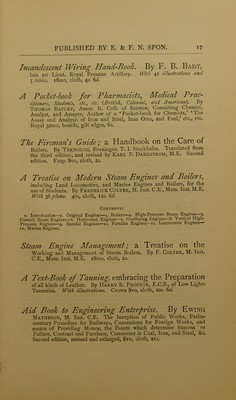 PUBLISHED BY E. & F. N. SPON. 17
Incandescent Wiring Hand-Book. By F. B. BADT,
late 1st Lieut. Royal Prussian Artillery. With 41 illustrations and
5 tables. 18mo, cloth, 4s. 6d.
A Pocket-book for Pharmacists, Medical Prac-
titioners, Students, etc., etc. (British, Colonial, and American). By
THOMAS BAYLEY, Assoc. R. Coll. of Science, Consulting Chemist,
Analyst, and Assayer, Author of a 'Pocket-book for Chemists,' 'The
Assay and Analysis of Iron and Steel, Iron Ores, and Fuel,' etc., etc.
Royal 32mo, boards, gilt edges, 6s.
The Fireman's Guide; a Handbook on the Care of
Boilers. By TEKNOLOG, föreningen T. I. Stockholm. Translated from
the third edition, and revised by KARL P. DAHLSTROM, M.E. Second
edition. Fcap. 8vo, cloth, 2s.
A Treatise on Modern Steam Engines and Boilers,
including Land Locomotive, and Marine Engines and Boilers, for the
use of Students. By FREDERICK COLYER, M. Inst. C.E., Mem. Inst. M.E.
With 36 plates. 4to, cloth, 12s. 6d.
CONTENTS:
1. Introduction—2. Original Engines—3. Boilers—4. High-Pressure Beam Engines—5.
Cornish Beam Engines—6. Horizontal Engines—7. Oscillating Engines—8. Vertical High-
Pressure Engines—9. Special Engines—10. Portable Engines—11. Locomotive Engines—
12. Marine Engines.
Steam Engine Management; a Treatise on the
Working and Management of Steam Boilers. By F. COLYER, M. Inst.
C.E., Mem. Inst. M.E. 18mo, cloth, 2s.
A Text-Book of Tanning, embracing the Preparation
of all kinds of Leather. By HARRY R. PROCTOR, F.C.S., of Low Lights
Tanneries. With illustrations. Crown 8vo, cloth, 10s. 6d.
Aid Book to Engineering Enterprise. By EWING
MATHESON, M. Inst. C.E. The Inception of Public Works, Parlia-
mentary Procedure for Railways, Concessions for Foreign Works, and
means of Providing Money, the Points which determine Success or
Failure, Contract and Purchase, Commerce in Coal, Iron, and Steel, &c.
Second edition, revised and enlarged, 8vo, cloth, 21s.